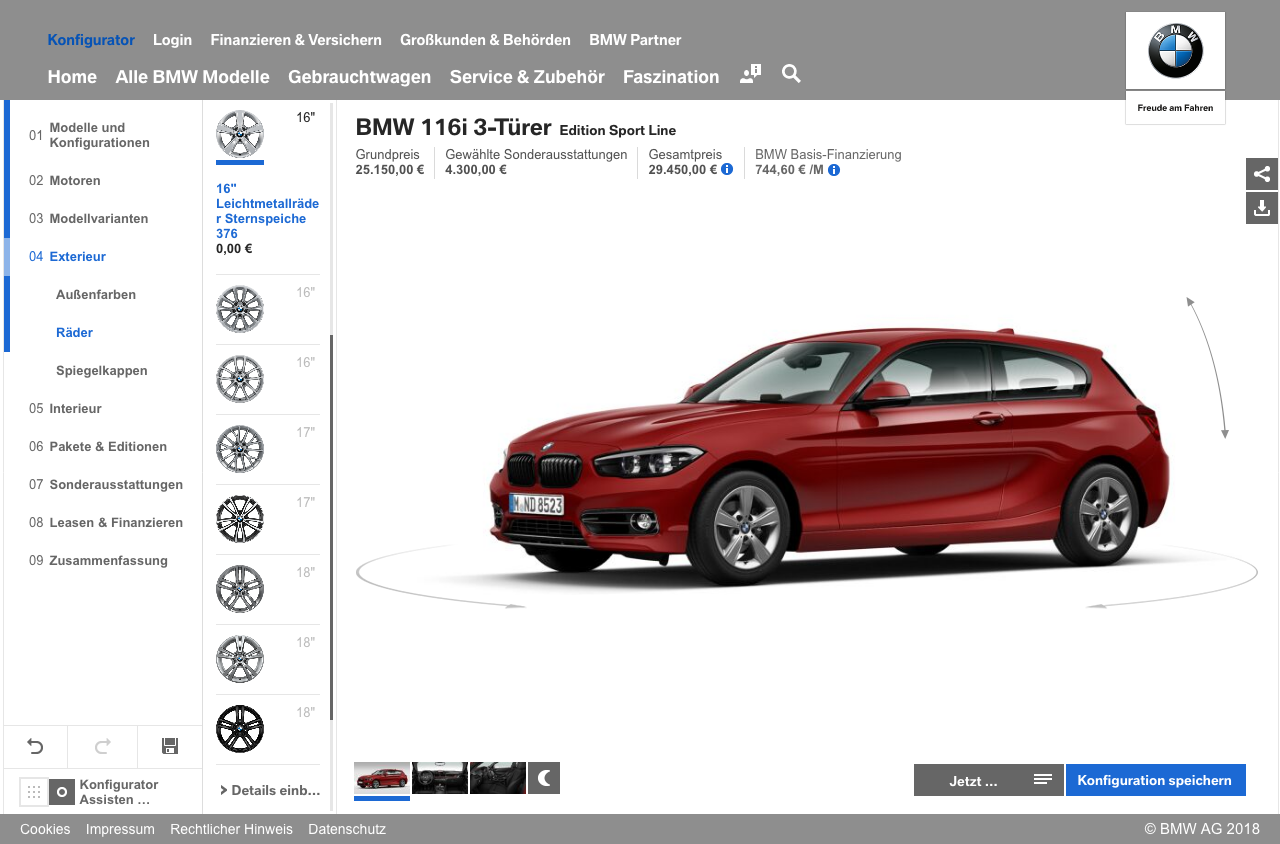 Konfigurator Login Finanzieren & Versichern Großkunden & Behörden BMW Partner
Home Alle BMW Modelle Gebrauchtwagen Service & Zubehör Faszination
BMW
Freude am Fahren
01 Modelle und
Konfigurationen
02 Motoren
03 Modellvarianten
04 Exterieur
Außenfarben
Räder
Spiegelkappen
05 Interieur
06 Pakete & Editionen
07 Sonderausstattungen
08 Leasen & Finanzieren
09 Zusammenfassung
Konfigurator
Assisten ...
16"
16"
Leichtmetallräde
r Sternspeiche
376
0,00 €
16"
16"
17"
17"
18"
18"
18"
Details einb...
BMW 116i 3-Türer Edition Sport Line
Grundpreis Gewählte Sonderausstattungen Gesamtpreis BMW Basis-Finanzierung
25.150,00 € 4.300,00 € 29.450,00 € 744,60 € /M
M ND 8523
Jetzt ... Konfiguration speichern
Cookies Impressum Rechtlicher Hinweis Datenschutz © BMW AG 2018